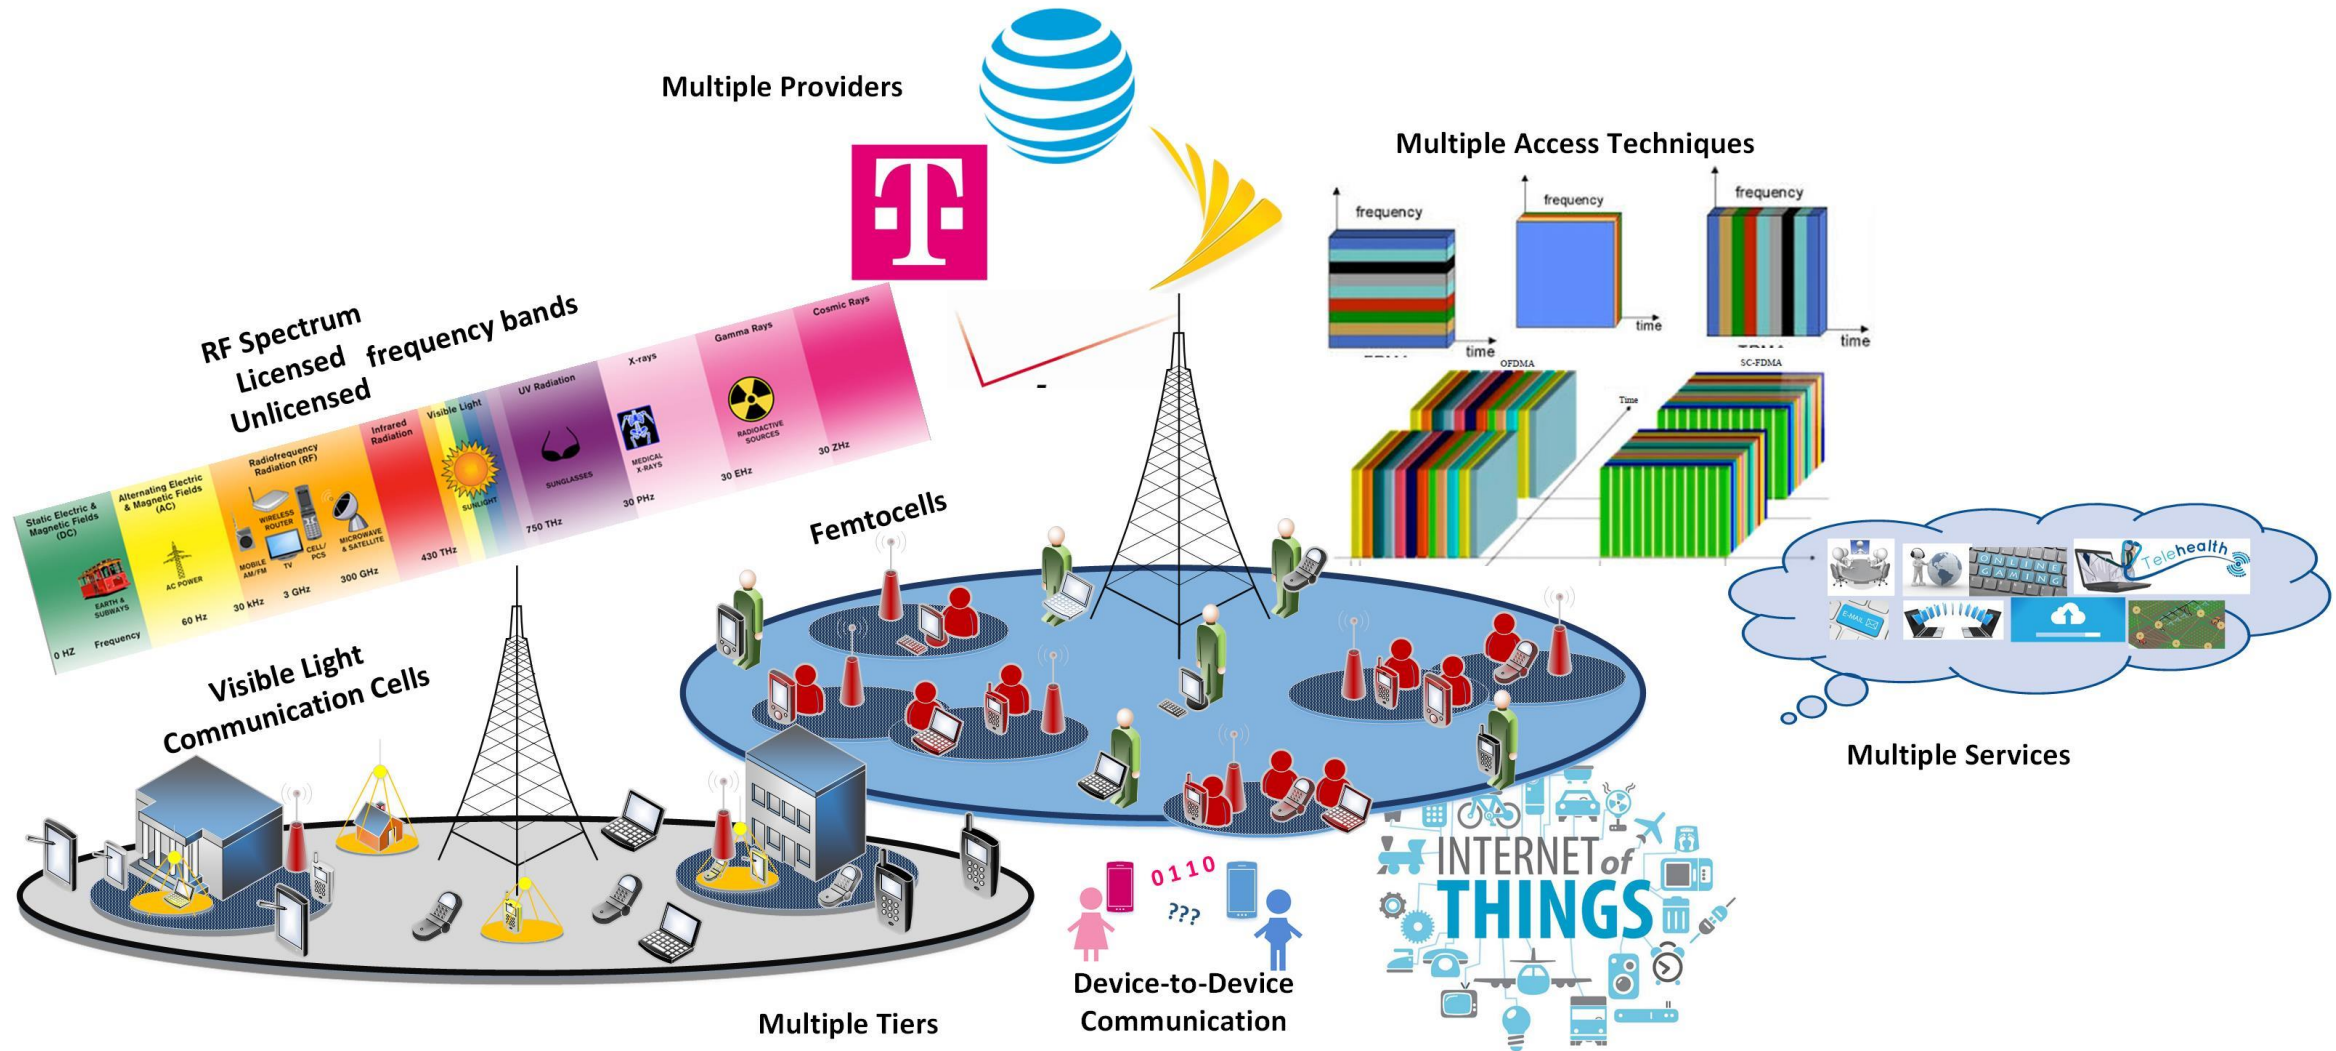 Multiple Providers
T
Multiple Access Techniques
frequency
time
frequency
time
frequency
time
OFDMA
SC-FDMA
Time
RF Spectrum
Licensed
Unlicensed
frequency bands
Static Electric &
Magnetic Fields
(DC)
EARTH &
SUBWAYS
Alternating Electric
& Magnetic Fields
(AC)
AC POWER
Radiofrequency
Radiation (RF)
WIRELESS
ROUTER
MOBILE
AM/FM
TV
CELL/
PCS
MICROWAVE
& SATELLITE
Infrared
Radiation
Visible Light
SUNLIGHT
UV Radiation
SUNGLASSES
X-rays
MEDICAL
X-RAYS
Gamma Rays
RADIOACTIVE
SOURCES
Cosmic Rays
0 HZ
Frequency
60 Hz
30 kHz
3 GHz
300 GHz
430 THz
750 THz
30 PHz
30 EHz
30 ZHz
Femtocells
Visible Light
Communication Cells
ONLINE
GAMING
Telehealth
E-MAIL
Multiple Services
INTERNET of
THINGS
0110
???
Device-to-Device
Communication
Multiple Tiers